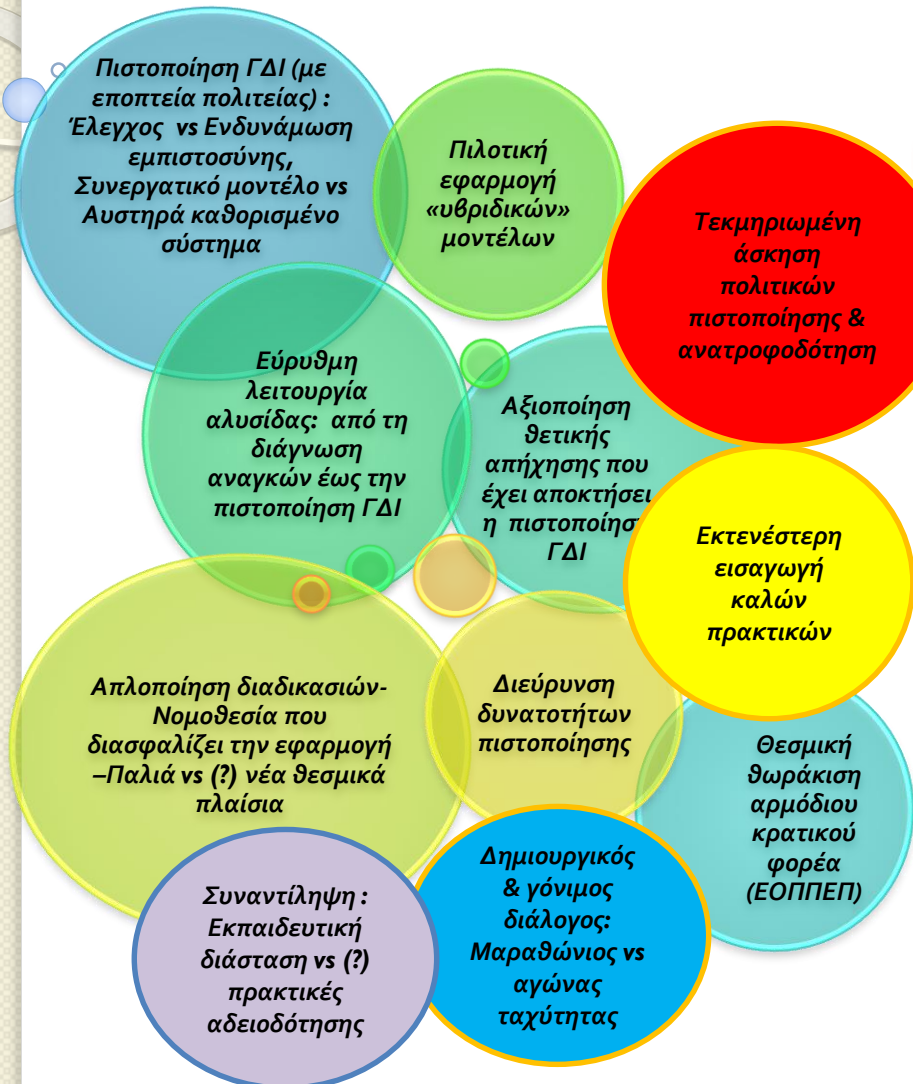 Πιστοποίηση ΓΔΙ (με
εποπτεία πολιτείας) :
Έλεγχος vs Ενδυνάμωση
εμπιστοσύνης,
Συνεργατικό μοντέλο vs
Αυστηρά καθορισμένο
σύστημα
Πιλοτική
εφαρμογή
«υβριδικών»
μοντέλων
Τεκμηριωμένη
άσκηση
πολιτικών
πιστοποίησης &
ανατροφοδότηση
Εύρυθμη
λειτουργία
αλυσίδας: από τη
διάγνωση
αναγκών έως την
πιστοποίηση ΓΔΙ
Αξιοποίηση
θετικής
απήχησης που
έχει αποκτήσει
η πιστοποίησ
ΓΔΙ
Εκτενέστερη
εισαγωγή
καλών
πρακτικών
Απλοποίηση διαδικασιών-
Νομοθεσία που
διασφαλίζει την εφαρμογή
–Παλιά vs (?) νέα θεσμικά
πλαίσια
Διεύρυνση
δυνατοτήτων
πιστοποίησης
Θεσμική
θωράκιση
αρμόδιου
κρατικού
φορέα
(ΕΟΠΠΕΠ)
Συναντίληψη :
Εκπαιδευτική
διάσταση vs (?)
πρακτικές
αδειοδότησης
Δημιουργικός
& γόνιμος
διάλογος:
Μαραθώνιος vs
αγώνας
ταχύτητας